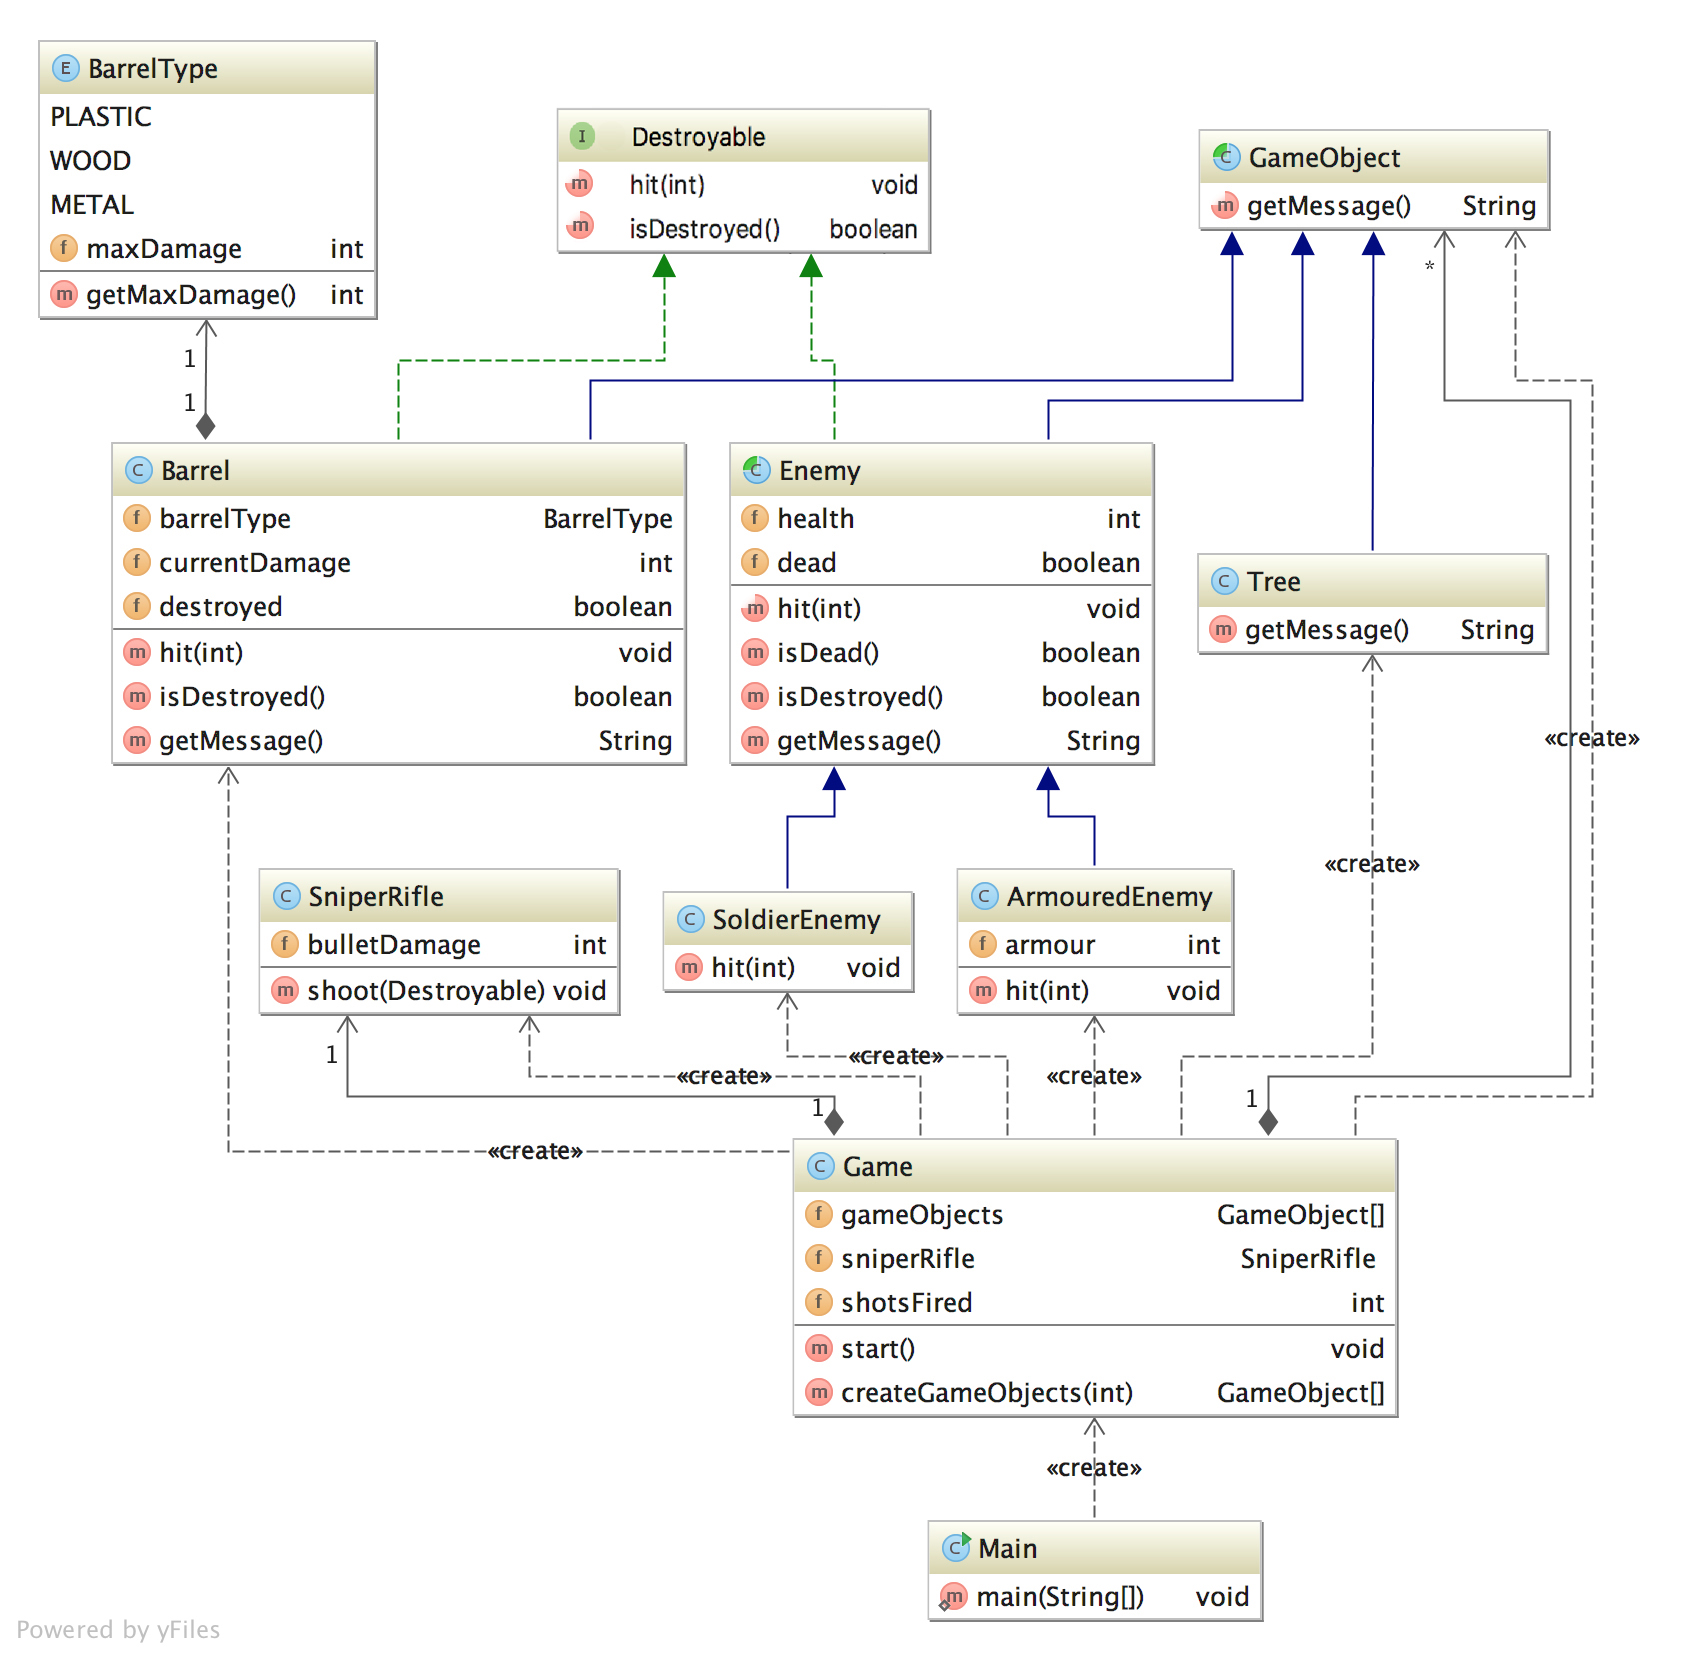 E BarrelType
PLASTIC
WOOD
METAL
f maxDamage int
m getMaxDamage() int
I Destroyable
m hit(int) void
m isDestroyed() boolean
C GameObject
m getMessage() String
1
1
*
C Barrel
f barrelType BarrelType
f currentDamage int
f destroyed boolean
m hit(int) void
m isDestroyed() boolean
m getMessage() String
C Enemy
f health int
f dead boolean
m hit(int) void
m isDead() boolean
m isDestroyed() boolean
m getMessage() String
C Tree
m getMessage() String
«create»
«create»
C SniperRifle
f bulletDamage int
m shoot(Destroyable) void
C SoldierEnemy
m hit(int) void
C ArmouredEnemy
f armour int
m hit(int) void
1
«create»
«create»
«create»
1
1
«create»
C Game
f gameObjects GameObject[]
f sniperRifle SniperRifle
f shotsFired int
m start() void
m createGameObjects(int) GameObject[]
«create»
C Main
m main(String[]) void
Powered by yFiles